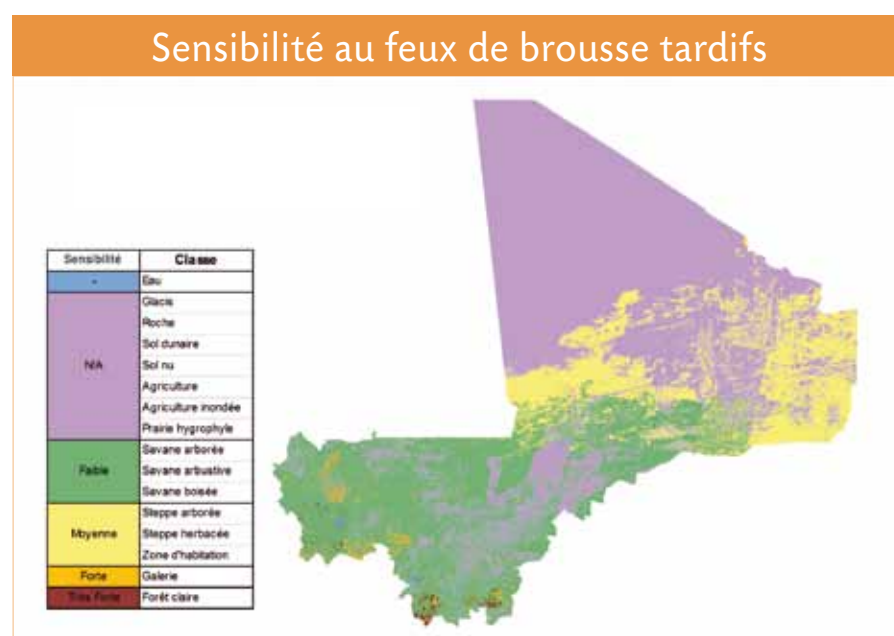 Sensibilité au feux de brousse tardifs
Sensibilité Classe
- Eau
Glacis
Roche
Sol dunaire
N/A Sol nu
Agriculture
Agriculture inondée
Prairie hygrophyle
Savane arborée
Faible Savane arbustive
Savane boisée
Steppe arborée
Moyenne Steppe herbacée
Zone d'habitation
Forte Galerie
Très Forte Forêt claire